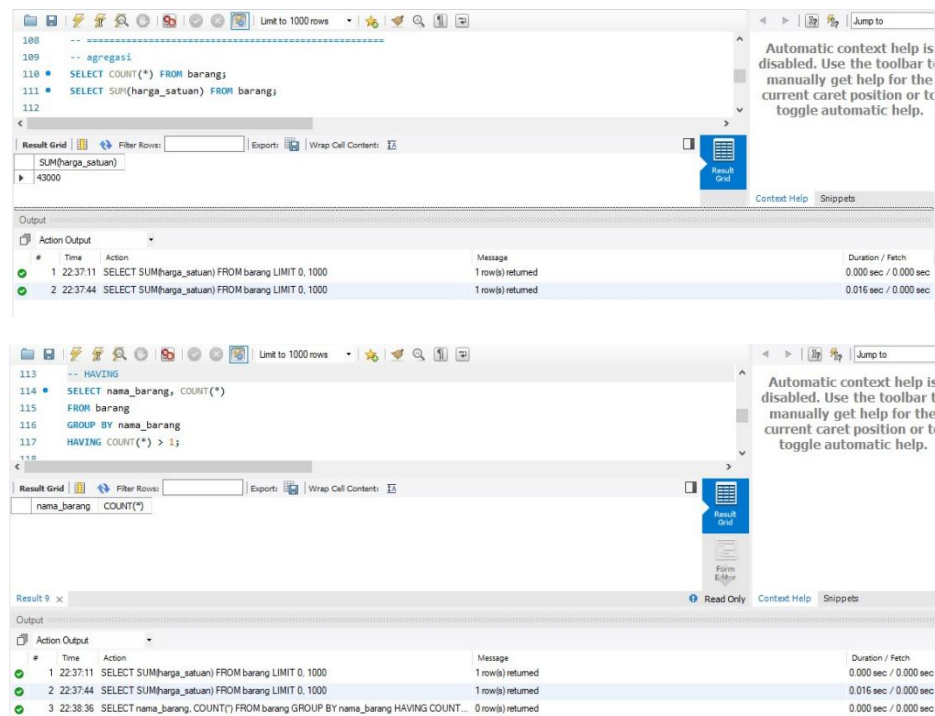 Limit to 1000 rows
Jump to
108 -- =======================================================
109 -- agregasi
110 SELECT COUNT(*) FROM barang;
111 SELECT SUM(harga_satuan) FROM barang;
112
Automatic context help is
disabled. Use the toolbar t
manually get help for the
current caret position or to
toggle automatic help.
Result Grid Filter Rows: Export: Wrap Cell Content:
SUM(harga_satuan)
43000
Result
Grid
Context Help Snippets
Output
Action Output
# Time Action Message Duration / Fetch
1 22:37:11 SELECT SUM(harga_satuan) FROM barang LIMIT 0, 1000 1 row(s) returned 0.000 sec / 0.000 sec
2 22:37:44 SELECT SUM(harga_satuan) FROM barang LIMIT 0, 1000 1 row(s) returned 0.016 sec / 0.000 sec
Limit to 1000 rows
Jump to
113 -- HAVING
114 SELECT nama_barang, COUNT(*)
115 FROM barang
116 GROUP BY nama_barang
117 HAVING COUNT(*) > 1;
118
Automatic context help is
disabled. Use the toolbar t
manually get help for the
current caret position or t
toggle automatic help.
Result Grid Filter Rows: Export: Wrap Cell Content:
nama_barang COUNT(*)
Result
Grid
Form
Editor
Result 9 Read Only Context Help Snippets
Output
Action Output
# Time Action Message Duration / Fetch
1 22:37:11 SELECT SUM(harga_satuan) FROM barang LIMIT 0, 1000 1 row(s) returned 0.000 sec / 0.000 sec
2 22:37:44 SELECT SUM(harga_satuan) FROM barang LIMIT 0, 1000 1 row(s) returned 0.016 sec / 0.000 sec
3 22:38:36 SELECT nama_barang, COUNT(*) FROM barang GROUP BY nama_barang HAVING COUNT... 0 row(s) returned 0.000 sec / 0.000 sec